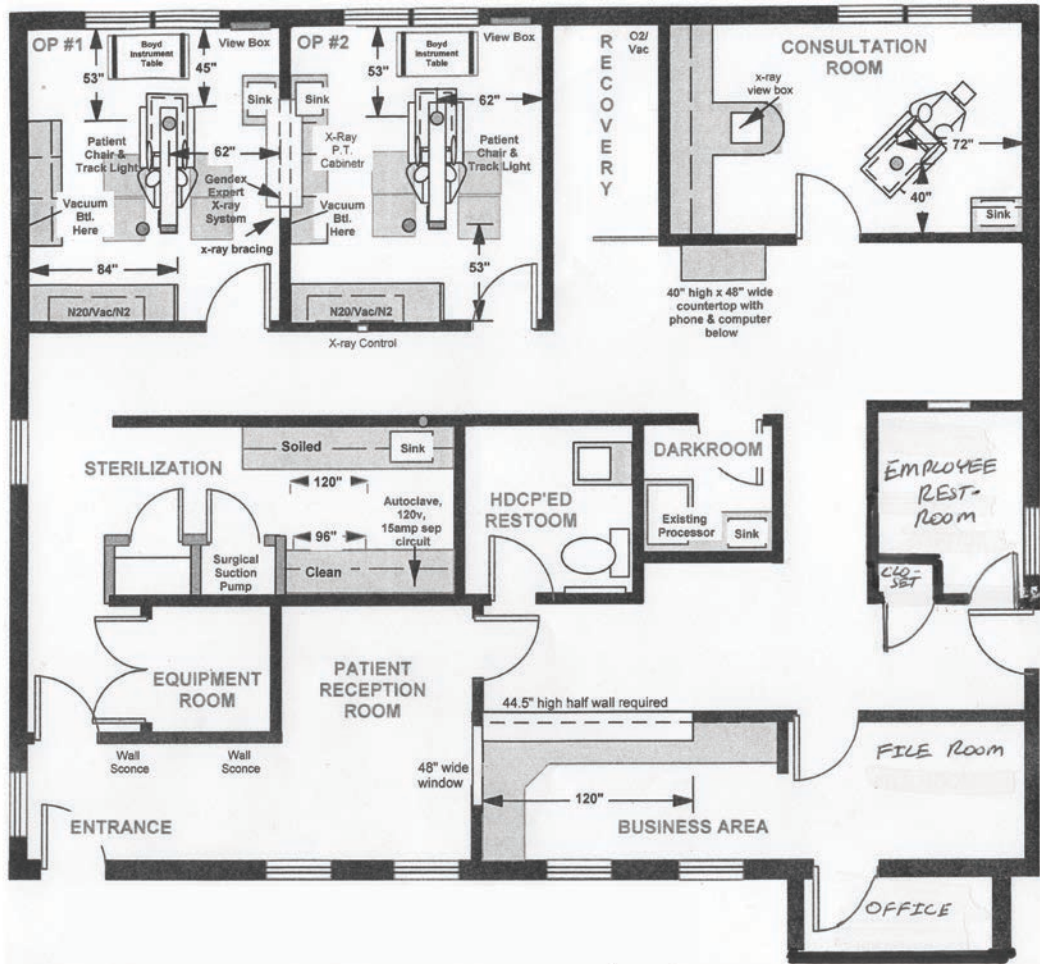 OP #1
Boyd
Instrument
Table
View Box
53"
45"
Sink
Patient
Chair &
Track Light
62"
Gendex
Expert
X-ray
System
Vacuum
Btl.
Here
x-ray bracing
84"
N20/Vac/N2
OP #2
Boyd
Instrument
Table
View Box
53"
62"
Sink
X-Ray
P.T.
Cabinetr
Patient
Chair &
Track Light
Vacuum
Btl.
Here
53"
N20/Vac/N2
X-ray Control
RECOVERY
O2/
Vac
CONSULTATION
ROOM
x-ray
view box
72"
40"
Sink
40" high x 48" wide
countertop with
phone & computer
below
STERILIZATION
Soiled
Sink
120"
Autoclave,
120v,
15amp sep
circuit
96"
Clean
Surgical
Suction
Pump
HDCP'ED
RESTOOM
DARKROOM
Existing
Processor
Sink
EMPLOYEE
REST-
ROOM
CLO-
SET
EQUIPMENT
ROOM
PATIENT
RECEPTION
ROOM
44.5" high half wall required
Wall
Sconce
Wall
Sconce
48" wide
window
FILE ROOM
120"
ENTRANCE
BUSINESS AREA
OFFICE